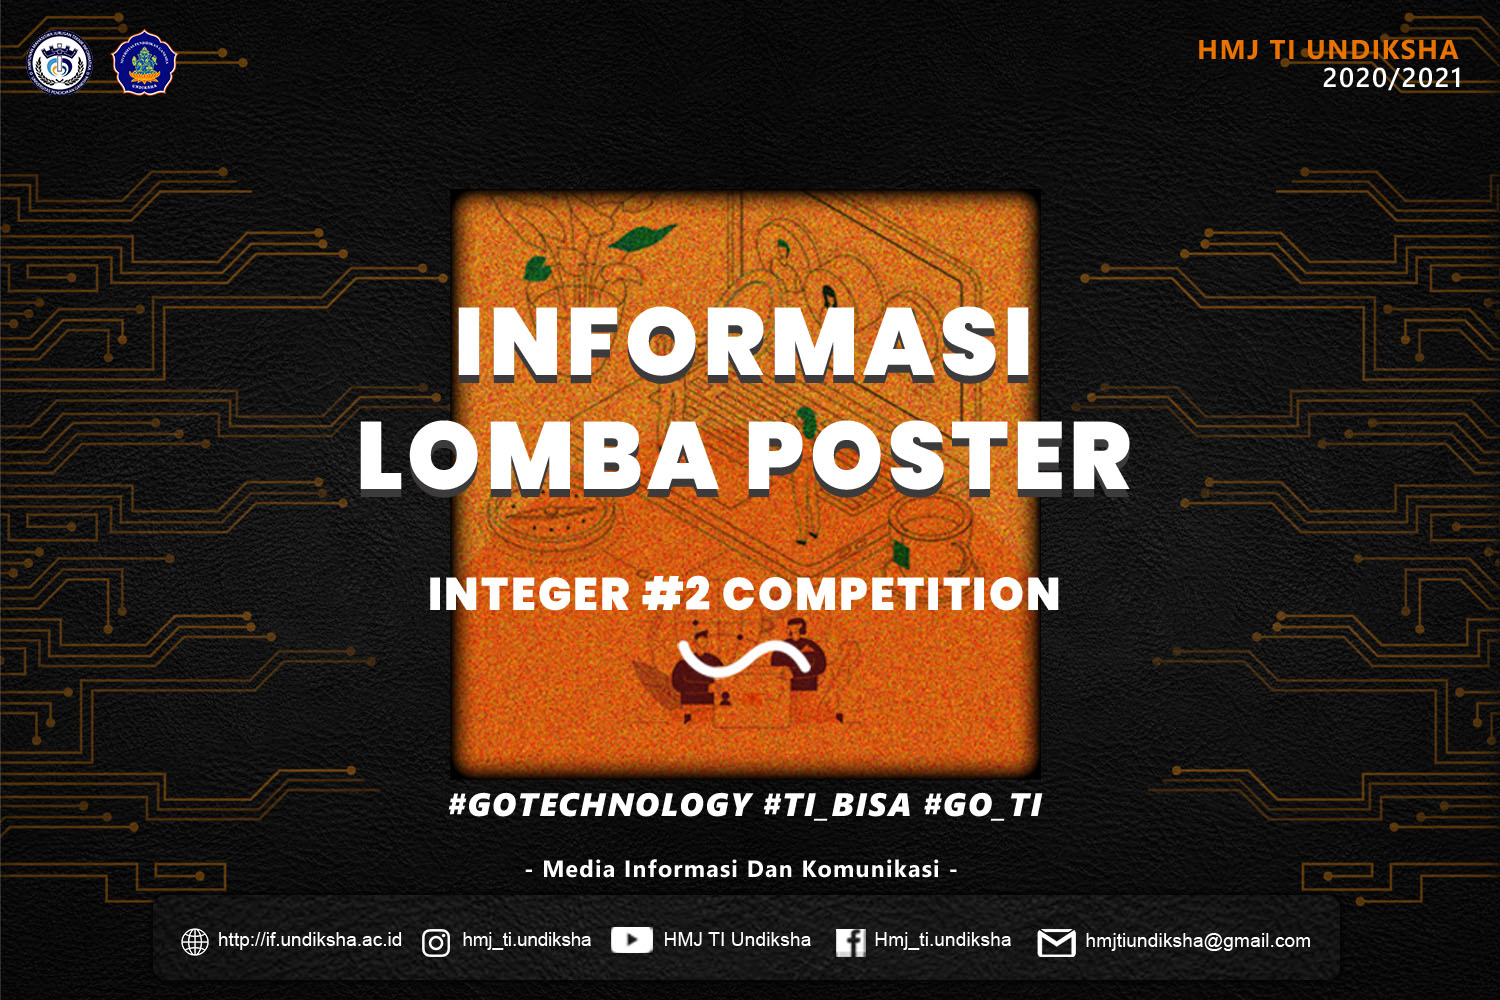 HMJ TI UNDIKSHA
2020/2021
INFORMASI
LOMBA POSTER
INTEGER #2 COMPETITION
#GOTECHNOLOGY #TI_BISA #GO_TI
- Media Informasi Dan Komunikasi -
http://if.undiksha.ac.id
hmj_ti.undiksha
HMJ TI Undiksha
Hmj_ti.undiksha
hmjtiundiksha@gmail.com